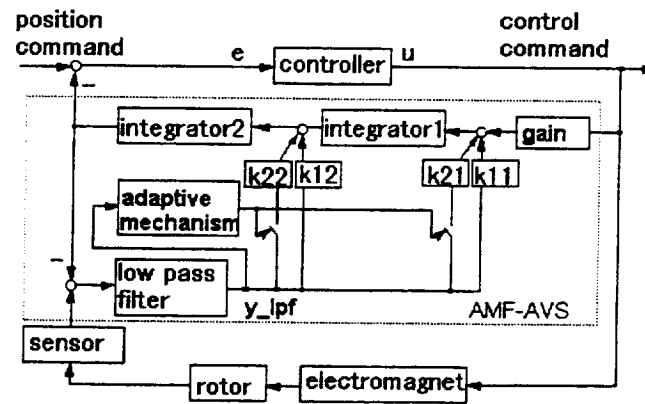 position
command
control
command
e
controller
u
integrator2
integrator1
gain
k22
k12
k21
k11
adaptive
mechanism
low pass
filter
y_lpf
AMF-AVS
sensor
rotor
electromagnet